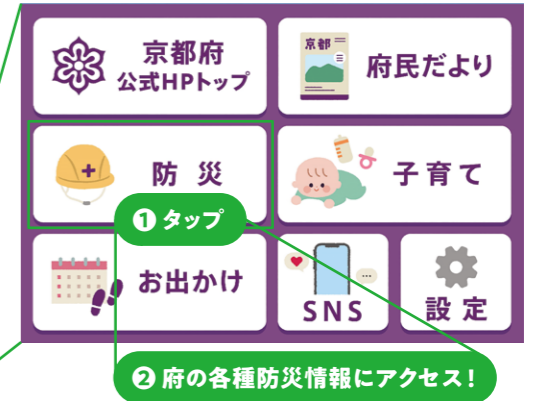 京都府
公式HPトップ
京都
府民だより
防災
子育て
❶ タップ
お出かけ
SNS
設定
❷ 府の各種防災情報にアクセス!